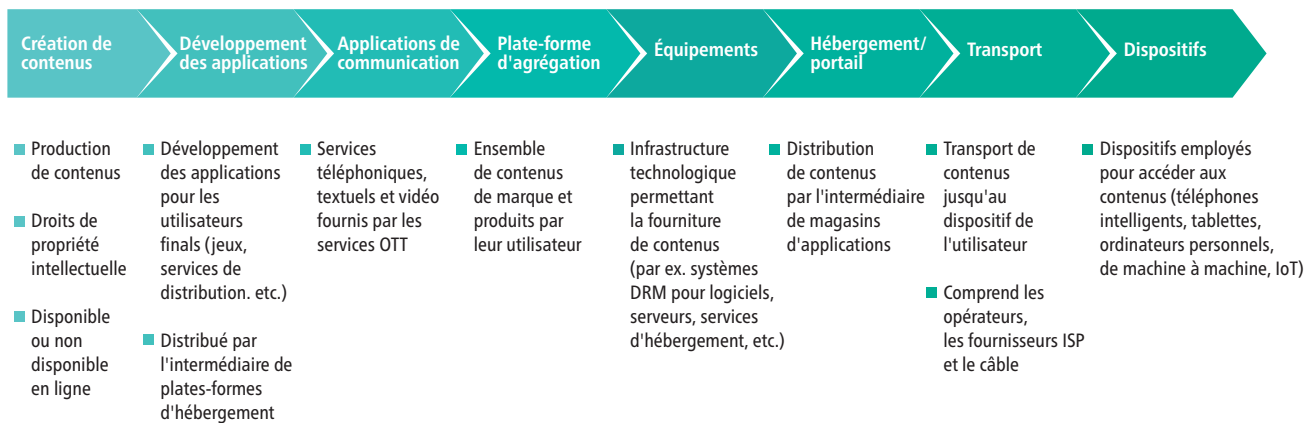 Création de
contenus
Développement
des applications
Applications de
communication
Plate-forme
d'agrégation
Équipements
Hébergement/
portail
Transport
Dispositifs
Production
de contenus
Droits de
propriété
intellectuelle
Disponible
ou non
disponible
en ligne
Développement
des applications
pour les
utilisateurs
finals (jeux,
services de
distribution. etc.)
Distribué par
l'intermédiaire de
plates-formes
d'hébergement
Services
téléphoniques,
textuels et vidéo
fournis par les
services OTT
Ensemble
de contenus
de marque et
produits par
leur utilisateur
Infrastructure
technologique
permettant
la fourniture
de contenus
(par ex. systèmes
DRM pour logiciels,
serveurs, services
d'hébergement, etc.)
Distribution
de contenus
par l'intermédiaire
de magasins
d'applications
Transport de
contenus
jusqu'au
dispositif de
l'utilisateur
Comprend les
opérateurs,
les fournisseurs ISP
et le câble
Dispositifs employés
pour accéder aux
contenus (téléphones
intelligents, tablettes,
ordinateurs personnels,
de machine à machine, IoT)